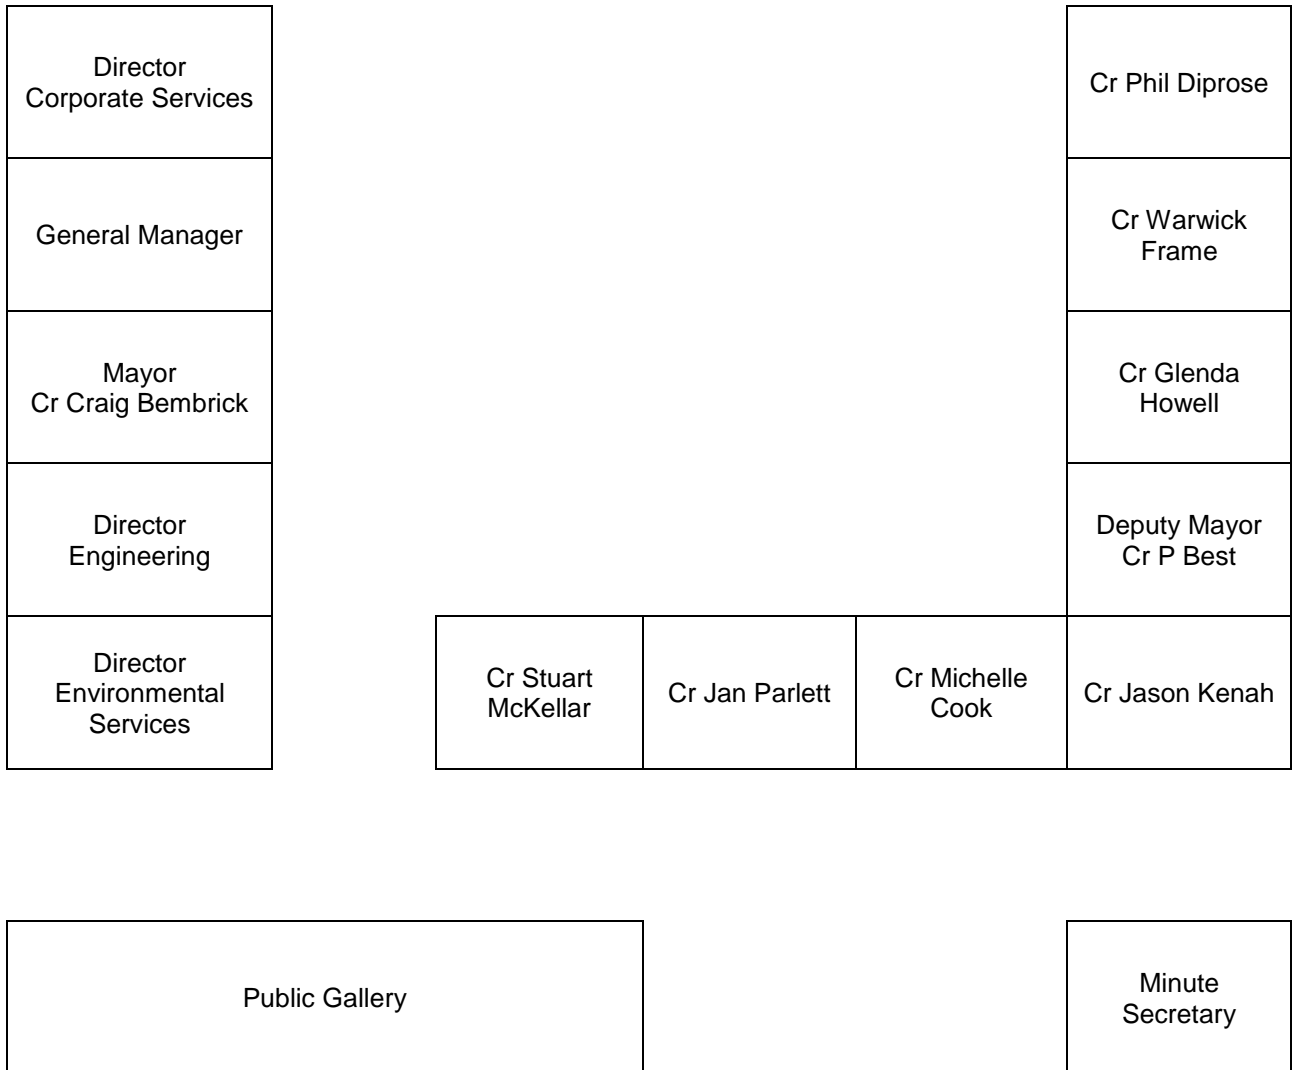 Director
Corporate Services
Cr Phil Diprose
General Manager
Cr Warwick
Frame
Mayor
Cr Craig Bembrick
Cr Glenda
Howell
Director
Engineering
Deputy Mayor
Cr P Best
Director
Environmental
Services
Cr Stuart
McKellar
Cr Jan Parlett
Cr Michelle
Cook
Cr Jason Kenah
Public Gallery
Minute
Secretary